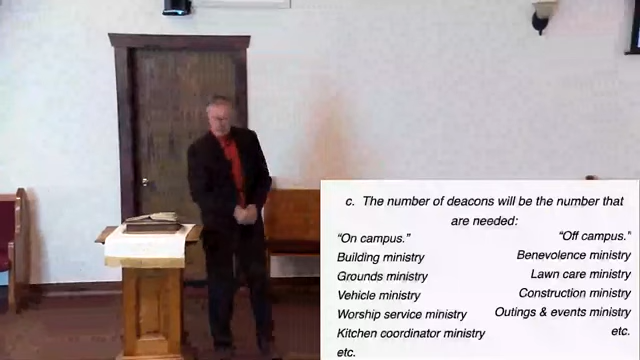 c. The number of deacons will be the number that
are needed:
“On campus.”
Building ministry
Grounds ministry
Vehicle ministry
Worship service ministry
Kitchen coordinator ministry
etc.
“Off campus.”
Benevolence ministry
Lawn care ministry
Construction ministry
Outings & events ministry
etc.